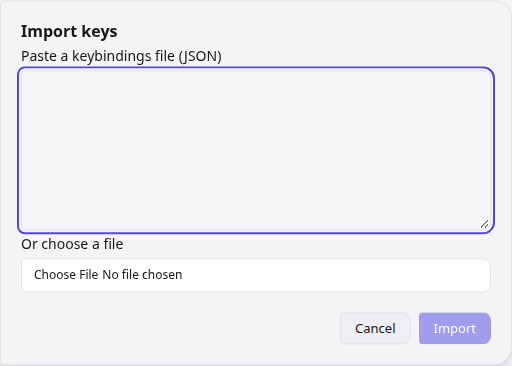 Import keys
Paste a keybindings file (JSON)
Or choose a file
Choose File No file chosen
Cancel Import